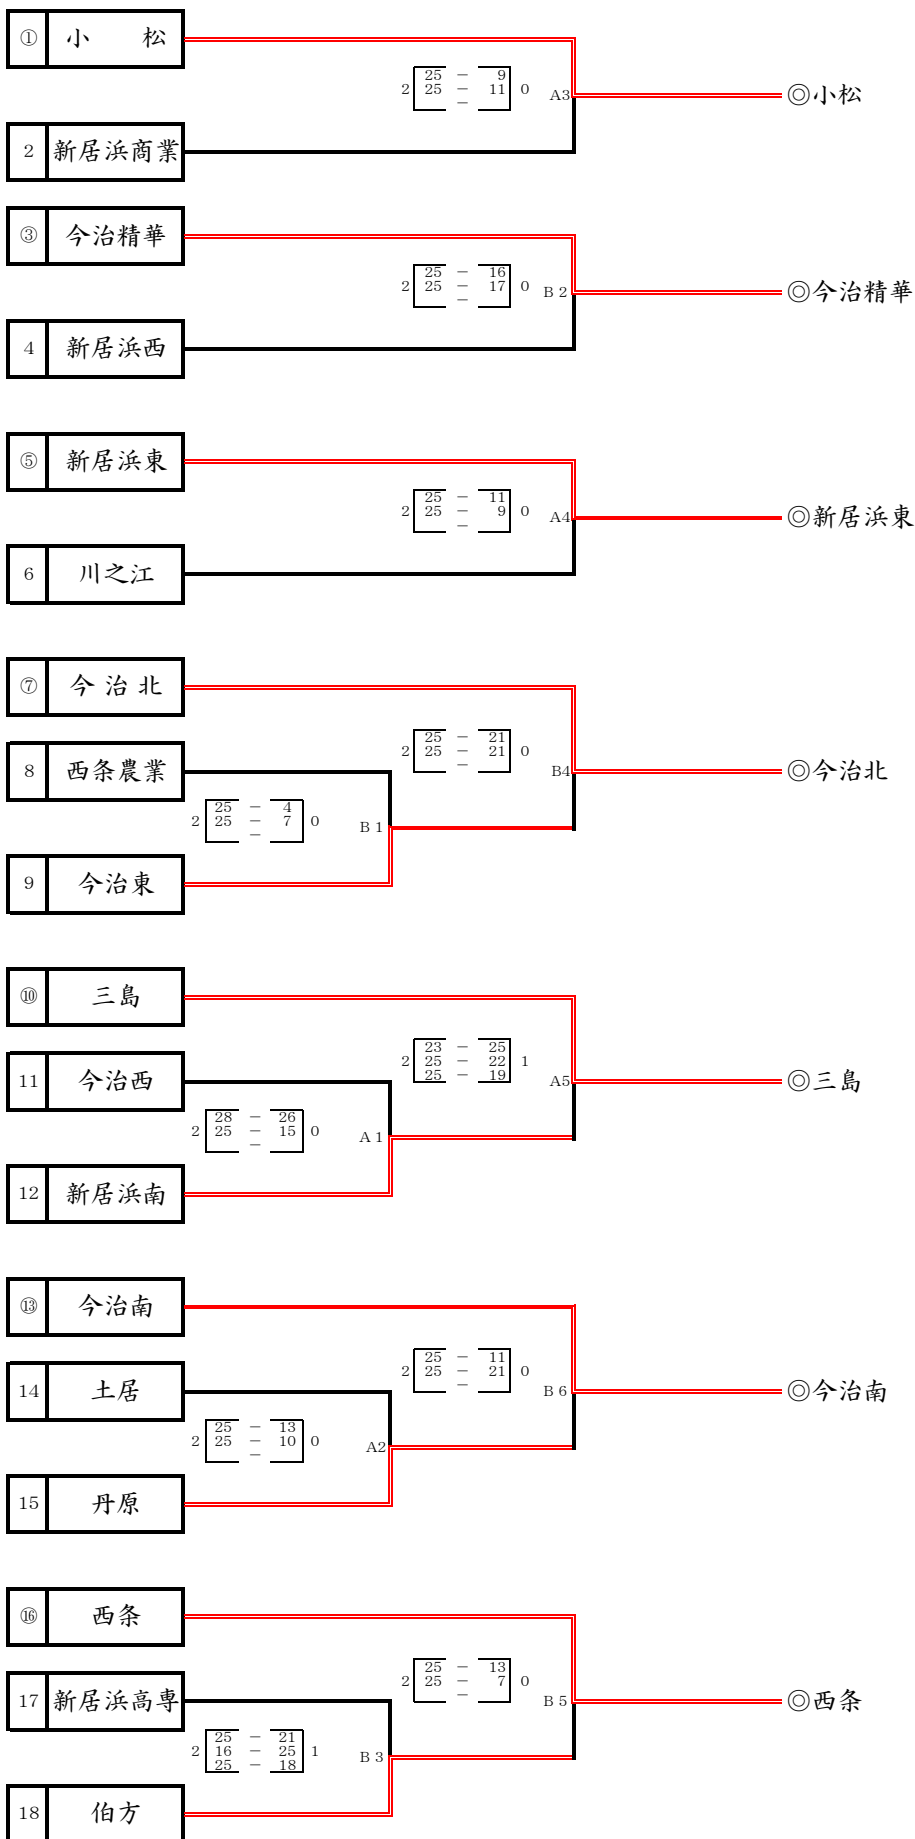 ① 小　　松
25 － 9
2 25 － 11 0 A3
－
◎小松
2 新居浜商業
③ 今治精華
25 － 16
2 25 － 17 0 B 2
－
◎今治精華
4 新居浜西
⑤ 新居浜東
25 － 11
2 25 － 9 0 A4
－
◎新居浜東
6 川之江
⑦ 今 治 北
25 － 21
2 25 － 21 0
－
8 西条農業
B4
◎今治北
25 － 4
2 25 － 7 0 B 1
－
9 今治東
⑩ 三島
23 － 25
2 25 － 22 1
25 － 19
11 今治西
A5
◎三島
28 － 26
2 25 － 15 0 A 1
－
12 新居浜南
⑬ 今治南
25 － 11
2 25 － 21 0
－
14 土居
B 6
◎今治南
25 － 13
2 25 － 10 0 A2
－
15 丹原
⑯ 西条
25 － 13
2 25 － 7 0
－
17 新居浜高専
B 5
◎西条
25 － 21
2 16 － 25 1 B 3
25 － 18
18 伯方